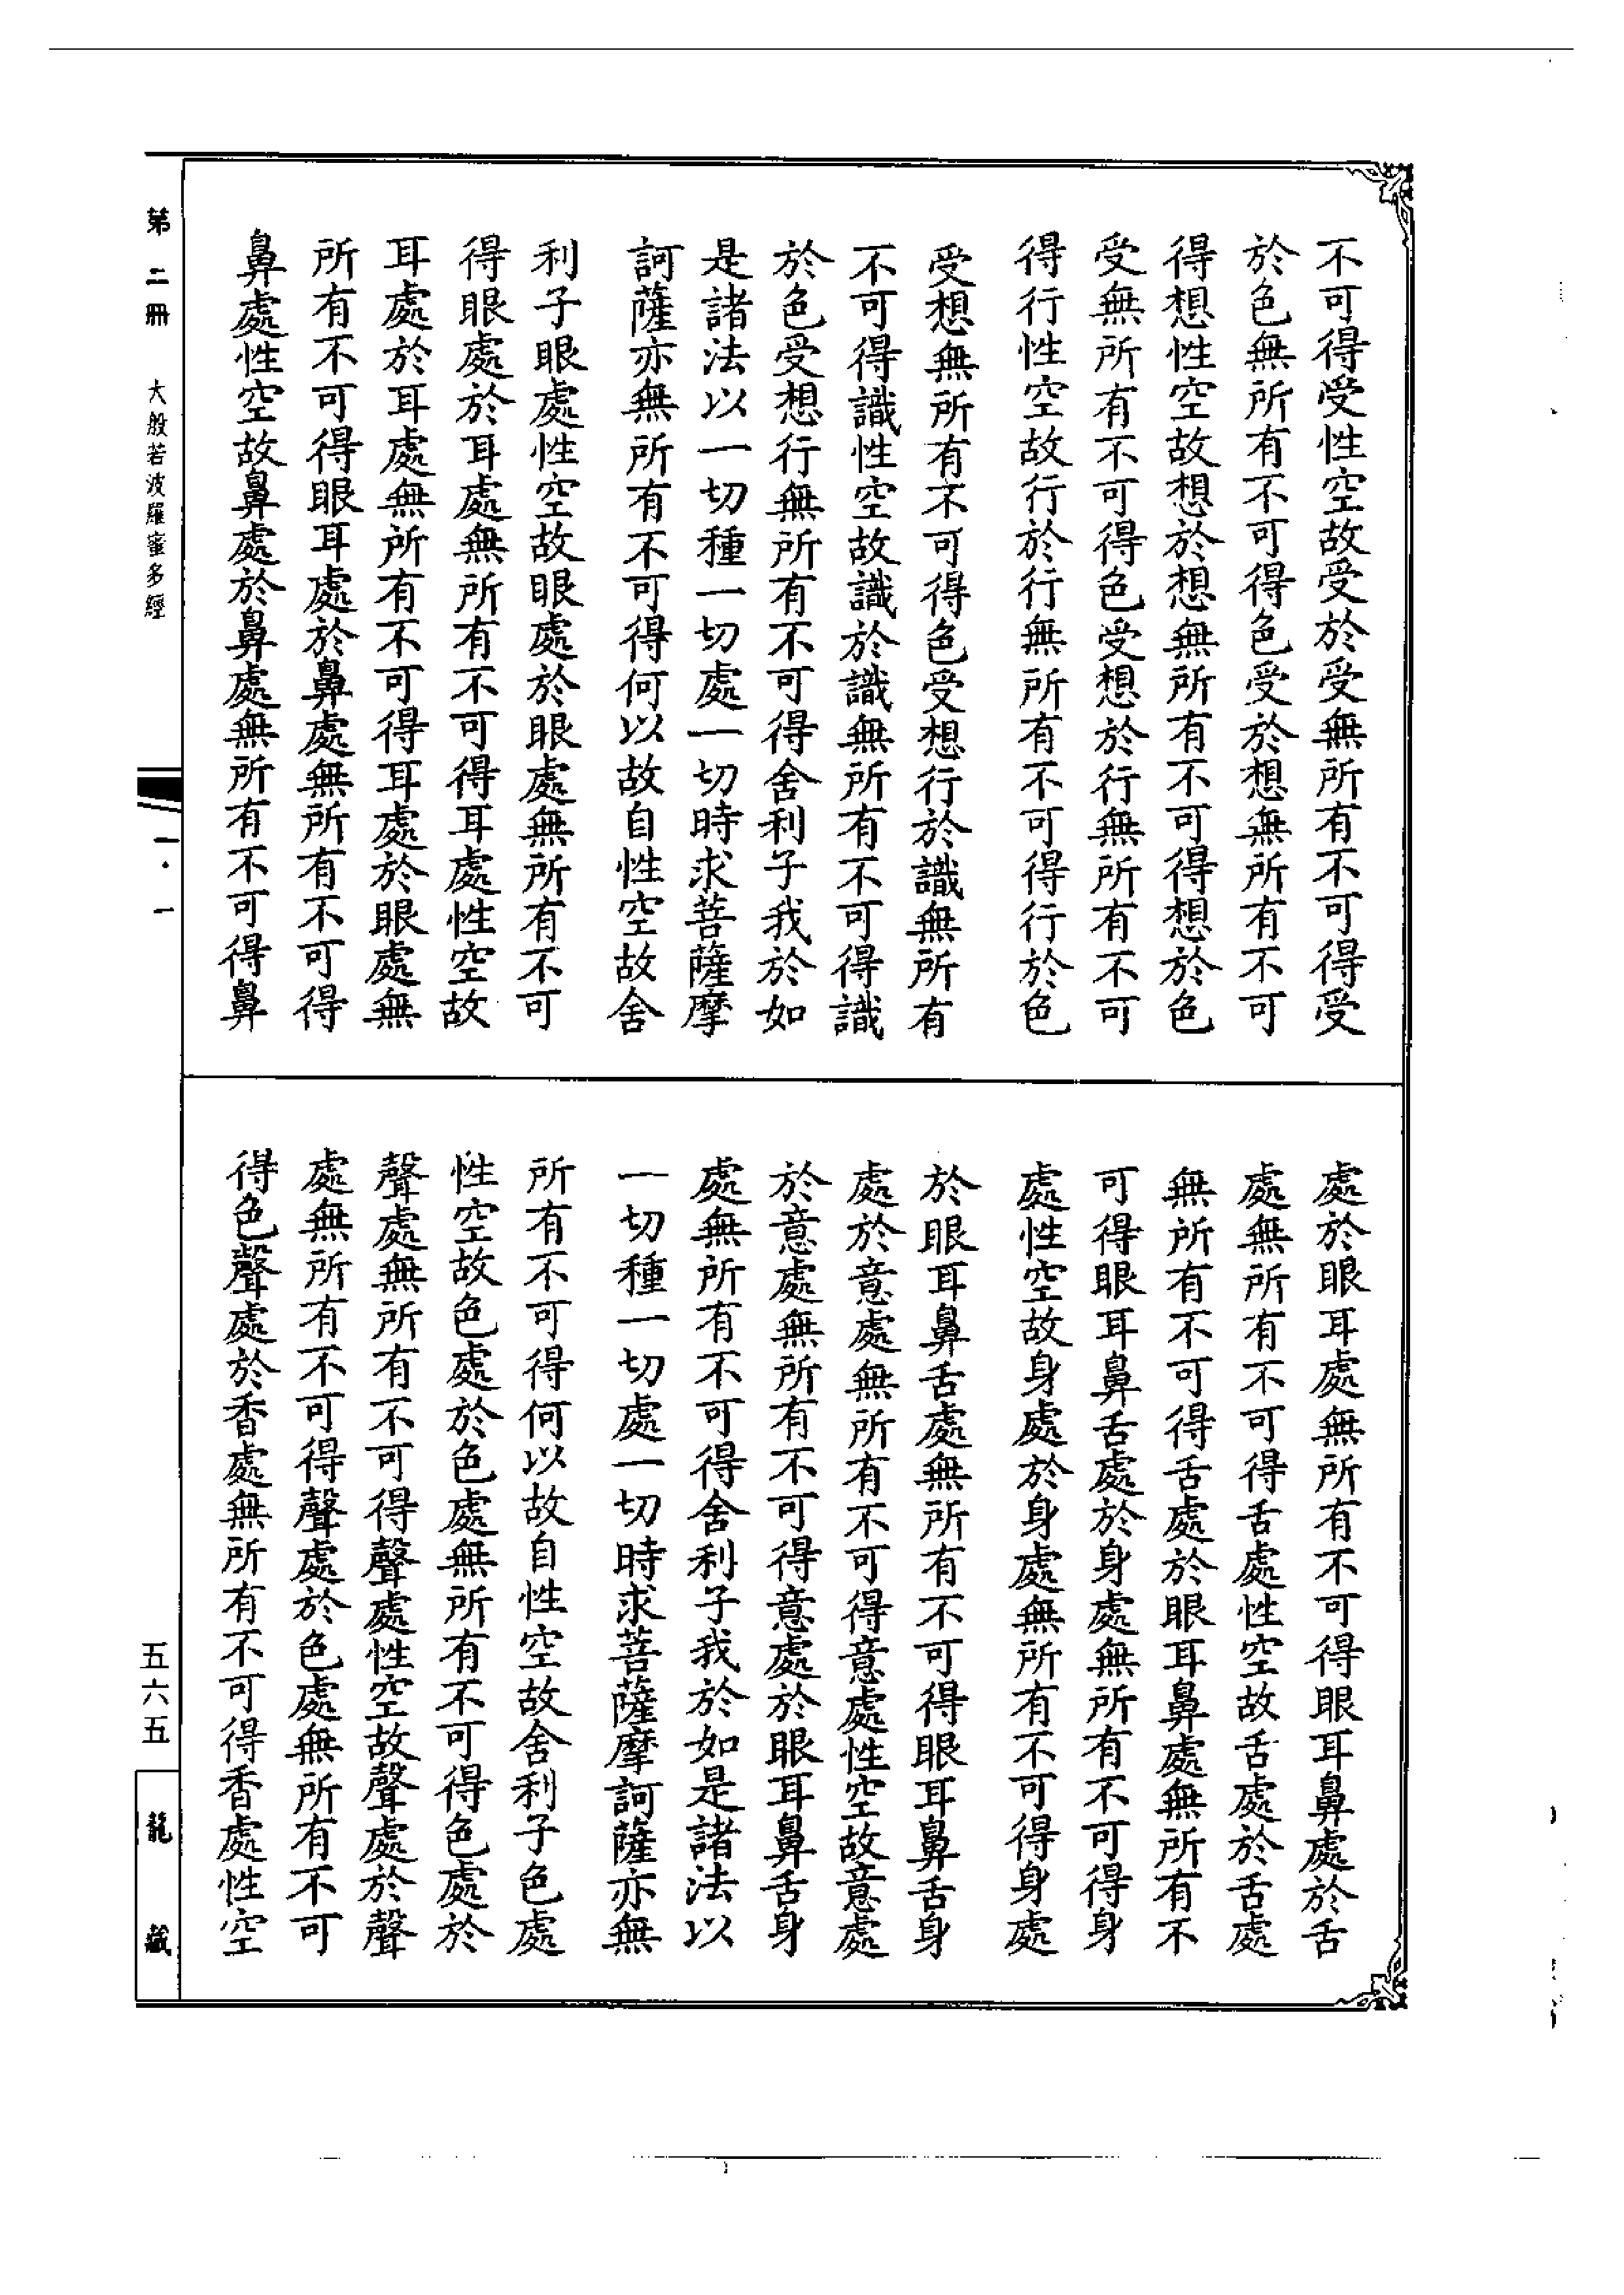 不可得受性空故受於受無所有不可得受
於色無所有不可得色受於想無所有不可
得想性空故想於想無所有不可得想於色
受無所有不可得色受想於行無所有不可
得行性空故行於行無所有不可得行於色
受想無所有不可得色受想行於識無所有
不可得識性空故識於識無所有不可得識
於色受想行無所有不可得舍利子我於如
是諸法以一切種一切處一切時求菩薩摩
訶薩亦無所有不可得何以故自性空故舍
利子眼處性空故眼處於眼處無所有不可
得眼處於耳處無所有不可得耳處性空故
耳處於耳處無所有不可得耳處於眼處無
所有不可得眼耳處於鼻處無所有不可得
鼻處性空故鼻處於鼻處無所有不可得鼻
處於眼耳處無所有不可得眼耳鼻處於舌
處無所有不可得舌處性空故舌處於舌處
無所有不可得舌處於眼耳鼻處無所有不
可得眼耳鼻舌處於身處無所有不可得身
處性空故身處於身處無所有不可得身處
於眼耳鼻舌處無所有不可得眼耳鼻舌身
處於意處無所有不可得意處性空故意處
於意處無所有不可得意處於眼耳鼻舌身
處無所有不可得舍利子我於如是諸法以
一切種一切處一切時求菩薩摩訶薩亦無
所有不可得何以故自性空故舍利子色處
性空故色處於色處無所有不可得色處於
聲處無所有不可得聲處性空故聲處於聲
處無所有不可得聲處於色處無所有不可
得色聲處於香處無所有不可得香處性空
第二冊 大般若波羅蜜多經
一·一
五六五
龍藏